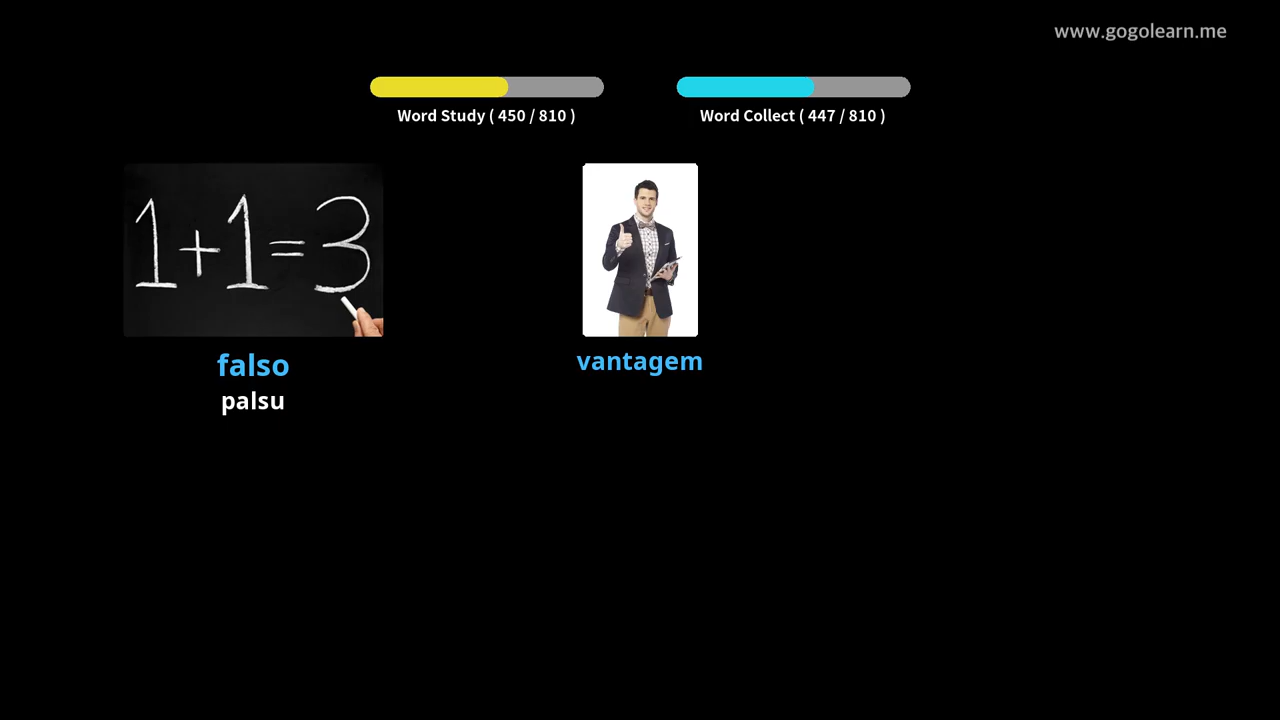 www.gogolearn.me
Word Study ( 450 / 810 )
Word Collect ( 447 / 810 )
1+1=3
falso
palsu
vantagem